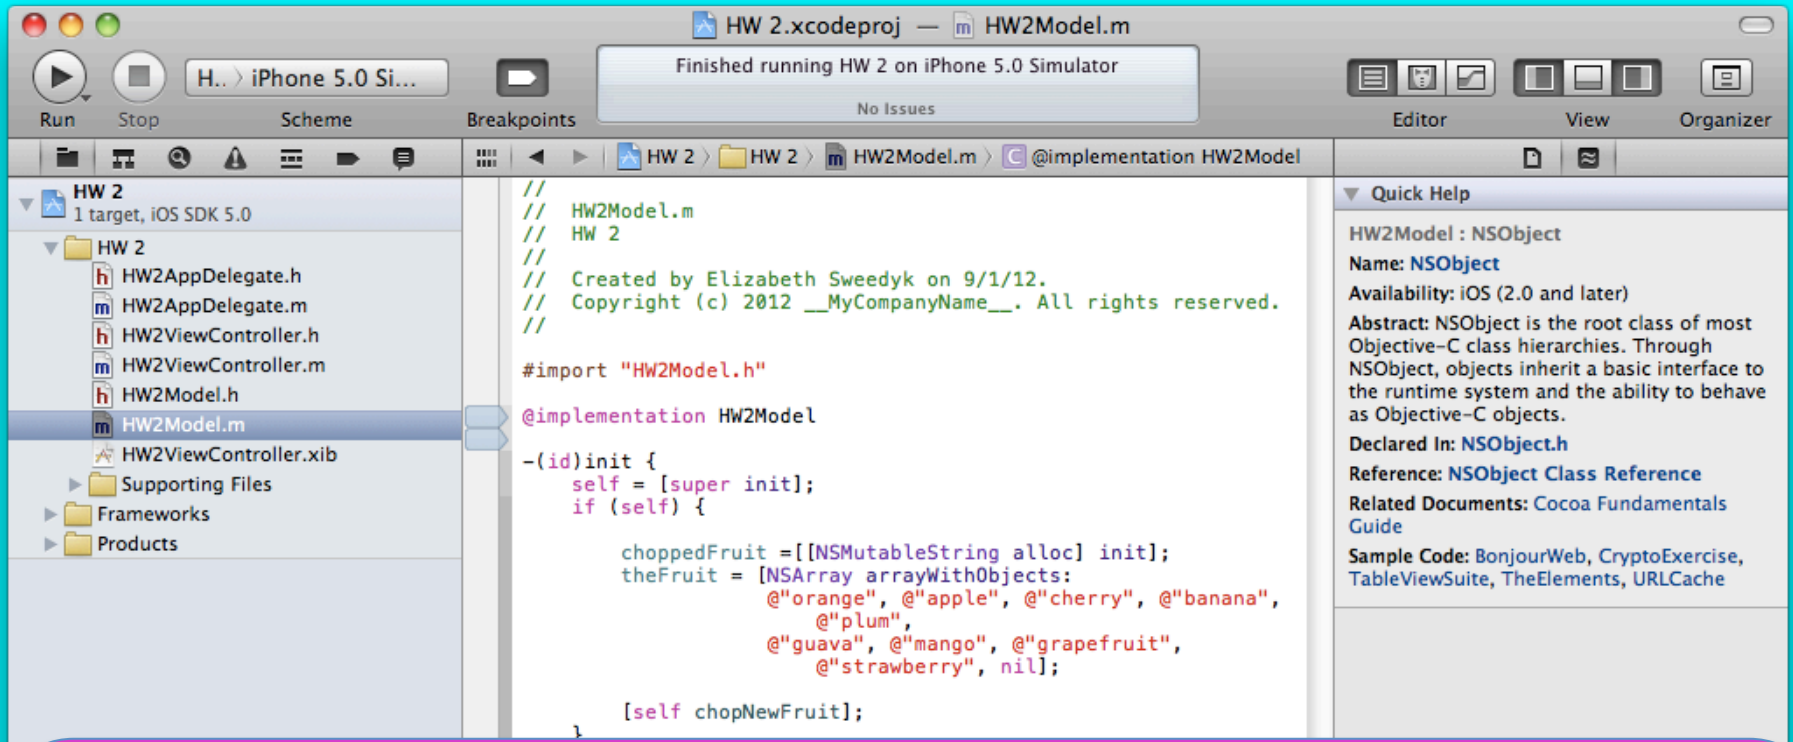 HW 2.xcodeproj — HW2Model.m
H.. 〉 iPhone 5.0 Si...
Finished running HW 2 on iPhone 5.0 Simulator
No Issues
Run
Stop
Scheme
Breakpoints
Editor
View
Organizer
HW 2 〉 HW 2 〉 HW2Model.m 〉 C @implementation HW2Model
HW 2
1 target, iOS SDK 5.0
HW 2
h HW2AppDelegate.h
m HW2AppDelegate.m
h HW2ViewController.h
m HW2ViewController.m
h HW2Model.h
m HW2Model.m
HW2ViewController.xib
Supporting Files
Frameworks
Products
//
//  HW2Model.m
//  HW 2
//
//  Created by Elizabeth Sweedyk on 9/1/12.
//  Copyright (c) 2012 __MyCompanyName__. All rights reserved.
//
#import "HW2Model.h"
@implementation HW2Model
-(id)init {
    self = [super init];
    if (self) {
        choppedFruit =[[NSMutableString alloc] init];
        theFruit = [NSArray arrayWithObjects:
                    @"orange", @"apple", @"cherry", @"banana",
                        @"plum",
                    @"guava", @"mango", @"grapefruit",
                        @"strawberry", nil];
        [self chopNewFruit];
    }
Quick Help
HW2Model : NSObject
Name: NSObject
Availability: iOS (2.0 and later)
Abstract: NSObject is the root class of most
Objective-C class hierarchies. Through
NSObject, objects inherit a basic interface to
the runtime system and the ability to behave
as Objective-C objects.
Declared In: NSObject.h
Reference: NSObject Class Reference
Related Documents: Cocoa Fundamentals
Guide
Sample Code: BonjourWeb, CryptoExercise,
TableViewSuite, TheElements, URLCache